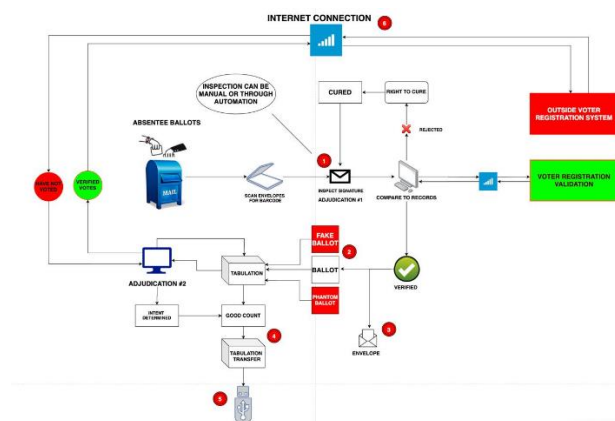 INTERNET CONNECTION
6
INSPECTION CAN BE
MANUAL OR THROUGH
AUTOMATION
CURED
RIGHT TO CURE
OUTSIDE VOTER
REGISTRATION SYSTEM
ABSENTEE BALLOTS
REJECTED
HAVE NOT
VOTED
VERIFIED
VOTES
MAIL
1
SCAN ENVELOPES
FOR BARCODE
INSPECT SIGNATURE
ADJUDICATION #1
COMPARE TO RECORDS
VOTER REGISTRATION
VALIDATION
FAKE
BALLOT
2
BALLOT
PHANTOM
BALLOT
VERIFIED
ADJUDICATION #2
TABULATION
INTENT
DETERMINED
GOOD COUNT
3
ENVELOPE
4
TABULATION
TRANSFER
5